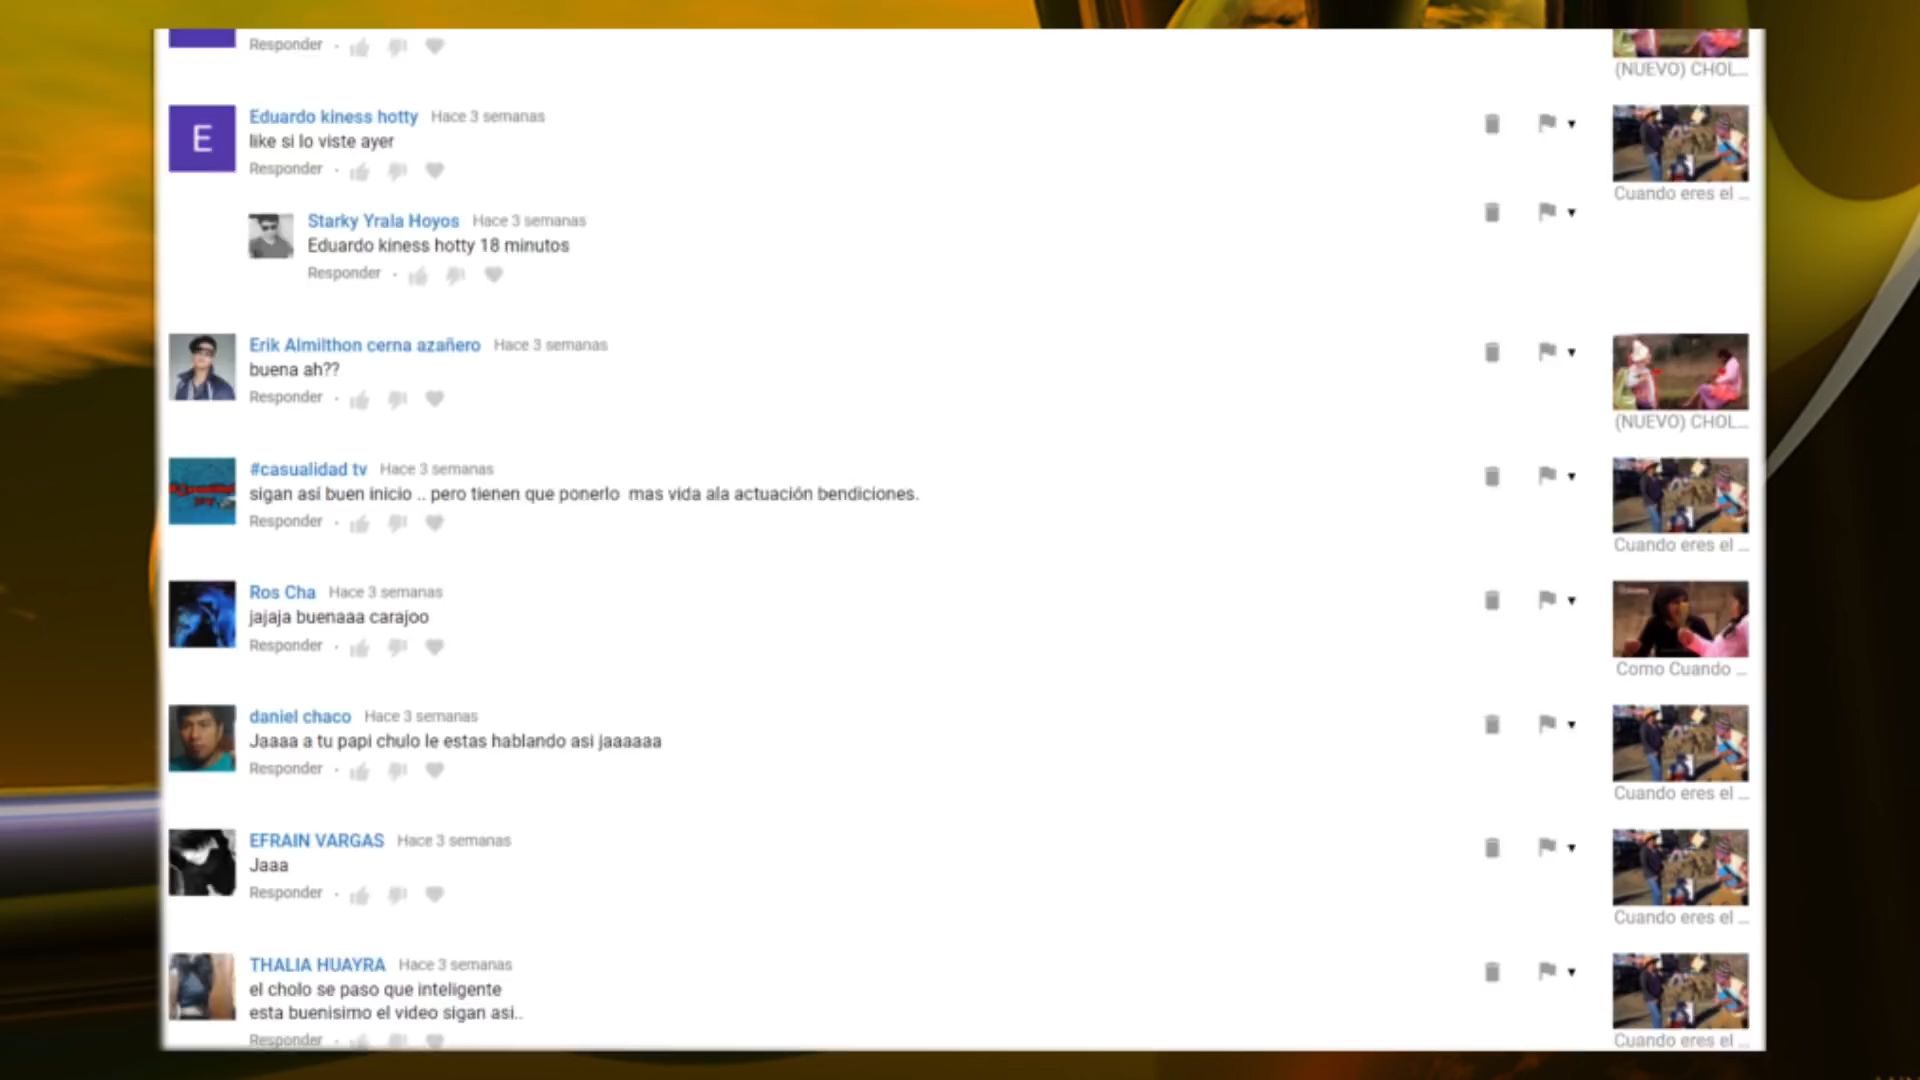 Responder
(NUEVO) CHOL...
E
Eduardo kiness hotty Hace 3 semanas
like si lo viste ayer
Responder
Cuando eres el ...
Starky Yrala Hoyos Hace 3 semanas
Eduardo kiness hotty 18 minutos
Responder
Erik Almilthon cerna azañero Hace 3 semanas
buena ah??
Responder
(NUEVO) CHOL...
#casualidad tv Hace 3 semanas
sigan así buen inicio .. pero tienen que ponerlo mas vida ala actuación bendiciones.
Responder
Cuando eres el ...
Ros Cha Hace 3 semanas
jajaja buenaaa carajoo
Responder
Como Cuando ...
daniel chaco Hace 3 semanas
Jaaaa a tu papi chulo le estas hablando asi jaaaaaa
Responder
Cuando eres el ...
EFRAIN VARGAS Hace 3 semanas
Jaaa
Responder
Cuando eres el ...
THALIA HUAYRA Hace 3 semanas
el cholo se paso que inteligente
esta buenisimo el video sigan asi..
Responder
Cuando eres el ...